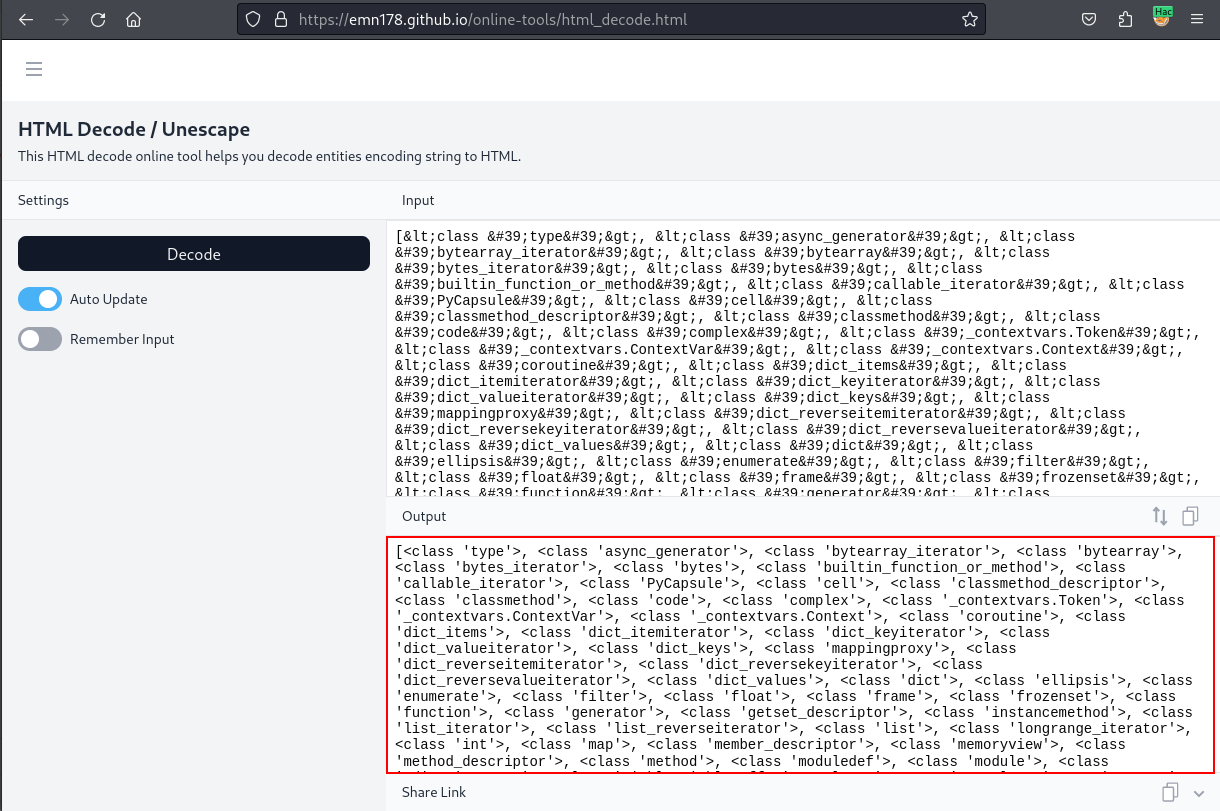 https://emn178.github.io/online-tools/html_decode.html
Hac
HTML Decode / Unescape
This HTML decode online tool helps you decode entities encoding string to HTML.
Settings
Input
Decode
Auto Update
Remember Input
[&lt;class &#39;type&#39;&gt;, &lt;class &#39;async_generator&#39;&gt;, &lt;class
&#39;bytearray_iterator&#39;&gt;, &lt;class &#39;bytearray&#39;&gt;, &lt;class
&#39;bytes_iterator&#39;&gt;, &lt;class &#39;bytes&#39;&gt;, &lt;class
&#39;builtin_function_or_method&#39;&gt;, &lt;class &#39;callable_iterator&#39;&gt;, &lt;class
&#39;PyCapsule&#39;&gt;, &lt;class &#39;cell&#39;&gt;, &lt;class
&#39;classmethod_descriptor&#39;&gt;, &lt;class &#39;classmethod&#39;&gt;, &lt;class
&#39;code&#39;&gt;, &lt;class &#39;complex&#39;&gt;, &lt;class &#39;_contextvars.Token&#39;&gt;,
&lt;class &#39;_contextvars.ContextVar&#39;&gt;, &lt;class &#39;_contextvars.Context&#39;&gt;,
&lt;class &#39;coroutine&#39;&gt;, &lt;class &#39;dict_items&#39;&gt;, &lt;class
&#39;dict_itemiterator&#39;&gt;, &lt;class &#39;dict_keyiterator&#39;&gt;, &lt;class
&#39;dict_valueiterator&#39;&gt;, &lt;class &#39;dict_keys&#39;&gt;, &lt;class
&#39;mappingproxy&#39;&gt;, &lt;class &#39;dict_reverseitemiterator&#39;&gt;, &lt;class
&#39;dict_reversekeyiterator&#39;&gt;, &lt;class &#39;dict_reversevalueiterator&#39;&gt;,
&lt;class &#39;dict_values&#39;&gt;, &lt;class &#39;dict&#39;&gt;, &lt;class
&#39;ellipsis&#39;&gt;, &lt;class &#39;enumerate&#39;&gt;, &lt;class &#39;filter&#39;&gt;,
&lt;class &#39;float&#39;&gt;, &lt;class &#39;frame&#39;&gt;, &lt;class &#39;frozenset&#39;&gt;,
&lt;class &#39;function&#39;&gt;, &lt;class &#39;generator&#39;&gt;, &lt;class
Output
[<class 'type'>, <class 'async_generator'>, <class 'bytearray_iterator'>, <class 'bytearray'>,
<class 'bytes_iterator'>, <class 'bytes'>, <class 'builtin_function_or_method'>, <class
'callable_iterator'>, <class 'PyCapsule'>, <class 'cell'>, <class 'classmethod_descriptor'>,
<class 'classmethod'>, <class 'code'>, <class 'complex'>, <class '_contextvars.Token'>, <class
'_contextvars.ContextVar'>, <class '_contextvars.Context'>, <class 'coroutine'>, <class
'dict_items'>, <class 'dict_itemiterator'>, <class 'dict_keyiterator'>, <class
'dict_valueiterator'>, <class 'dict_keys'>, <class 'mappingproxy'>, <class
'dict_reverseitemiterator'>, <class 'dict_reversekeyiterator'>, <class
'dict_reversevalueiterator'>, <class 'dict_values'>, <class 'dict'>, <class 'ellipsis'>, <class
'enumerate'>, <class 'filter'>, <class 'float'>, <class 'frame'>, <class 'frozenset'>, <class
'function'>, <class 'generator'>, <class 'getset_descriptor'>, <class 'instancemethod'>, <class
'list_iterator'>, <class 'list_reverseiterator'>, <class 'list'>, <class 'longrange_iterator'>,
<class 'int'>, <class 'map'>, <class 'member_descriptor'>, <class 'memoryview'>, <class
'method_descriptor'>, <class 'method'>, <class 'moduledef'>, <class 'module'>, <class
Share Link